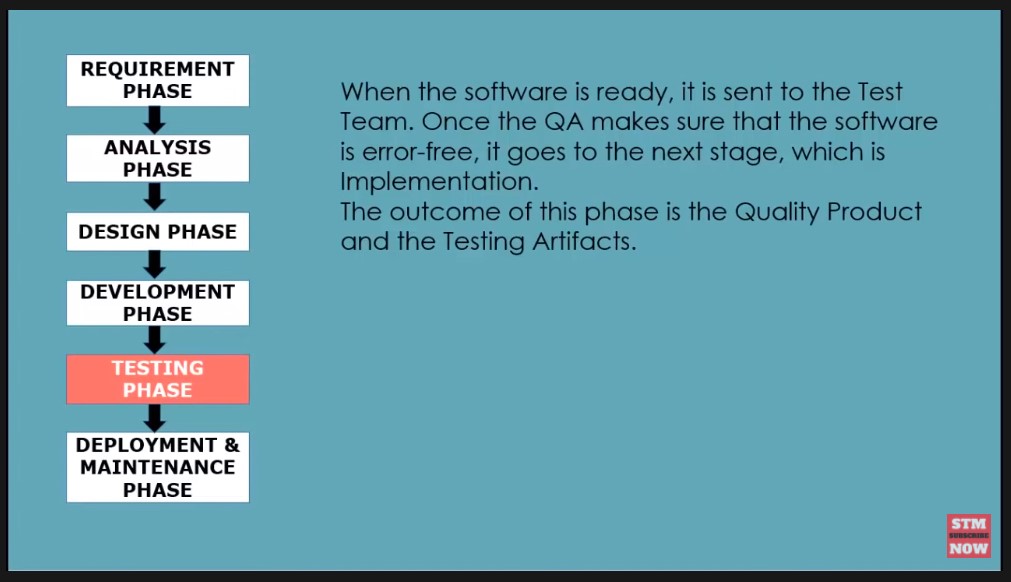 REQUIREMENT
PHASE
ANALYSIS
PHASE
DESIGN PHASE
DEVELOPMENT
PHASE
TESTING
PHASE
DEPLOYMENT &
MAINTENANCE
PHASE
When the software is ready, it is sent to the Test
Team. Once the QA makes sure that the software
is error-free, it goes to the next stage, which is
Implementation.
The outcome of this phase is the Quality Product
and the Testing Artifacts.
STM
SUBSCRIBE
NOW